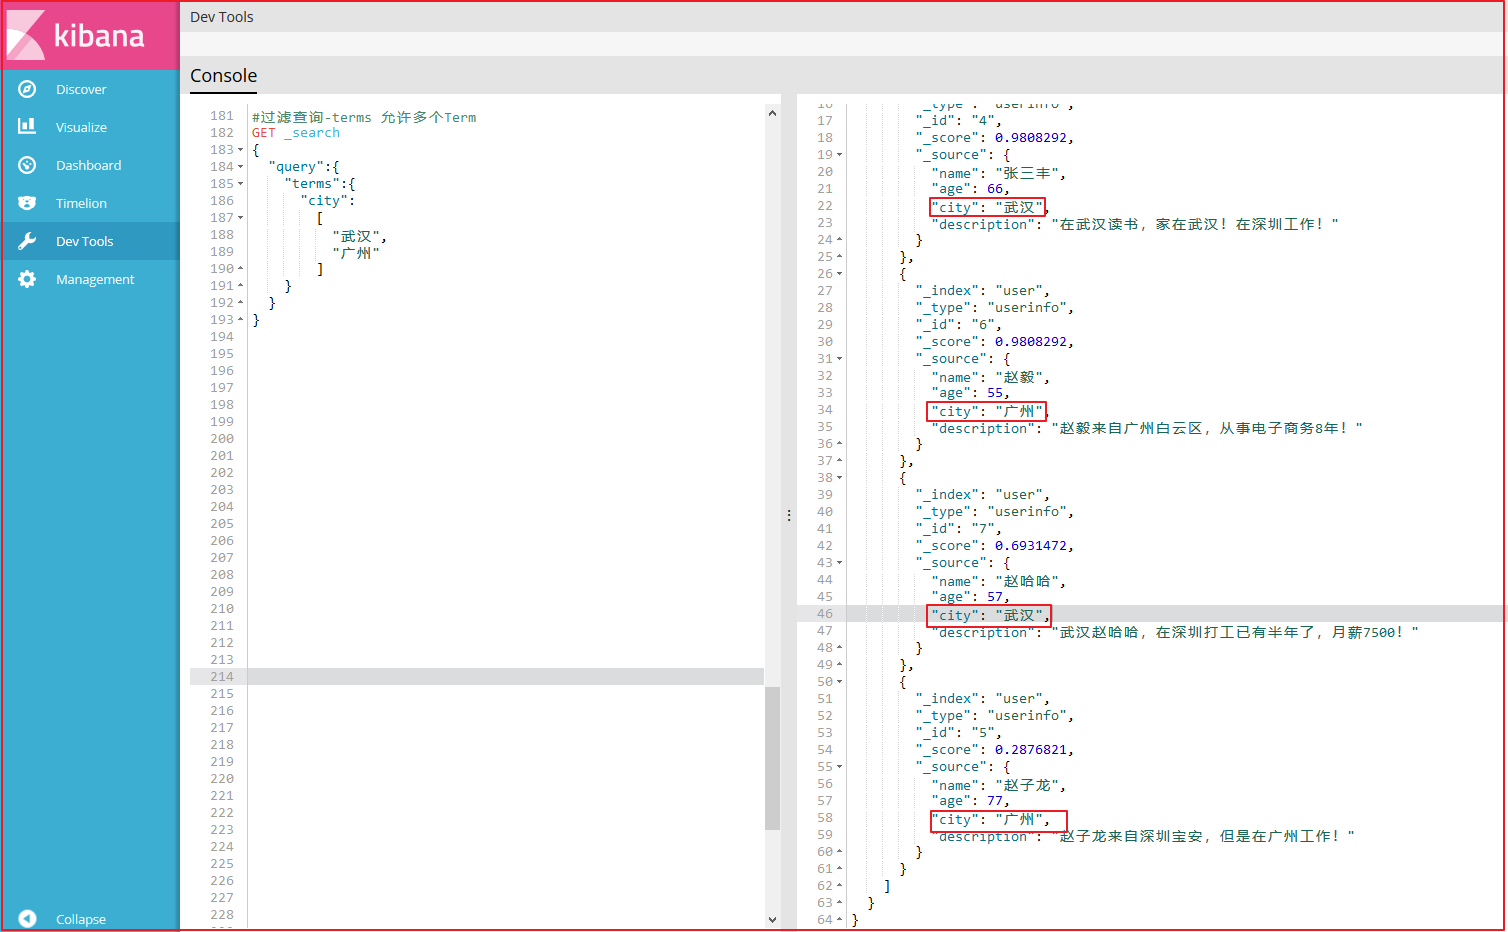 kibana
Discover
Visualize
Dashboard
Timelion
Dev Tools
Management
Collapse
Dev Tools
Console
181 #过滤查询-terms 允许多个Term
182 GET _search
183 {
184 "query":{
185 "terms":{
186 "city":
187 [
188 "武汉",
189 "广州"
190 ]
191 }
192 }
193 }
194
195
196
197
198
199
200
201
202
203
204
205
206
207
208
209
210
211
212
213
214
215
216
217
218
219
220
221
222
223
224
225
226
227
228
16 "_type": "userinfo",
17 "_id": "4",
18 "_score": 0.9808292,
19 "_source": {
20 "name": "张三丰",
21 "age": 66,
22 "city": "武汉",
23 "description": "在武汉读书，家在武汉！在深圳工作！"
24 }
25 },
26 {
27 "_index": "user",
28 "_type": "userinfo",
29 "_id": "6",
30 "_score": 0.9808292,
31 "_source": {
32 "name": "赵毅",
33 "age": 55,
34 "city": "广州",
35 "description": "赵毅来自广州白云区，从事电子商务8年！"
36 }
37 },
38 {
39 "_index": "user",
40 "_type": "userinfo",
41 "_id": "7",
42 "_score": 0.6931472,
43 "_source": {
44 "name": "赵哈哈",
45 "age": 57,
46 "city": "武汉",
47 "description": "武汉赵哈哈，在深圳打工已有半年了，月薪7500！"
48 }
49 },
50 {
51 "_index": "user",
52 "_type": "userinfo",
53 "_id": "5",
54 "_score": 0.2876821,
55 "_source": {
56 "name": "赵子龙",
57 "age": 77,
58 "city": "广州",
59 "description": "赵子龙来自深圳宝安，但是在广州工作！"
60 }
61 }
62 ]
63 }
64 }